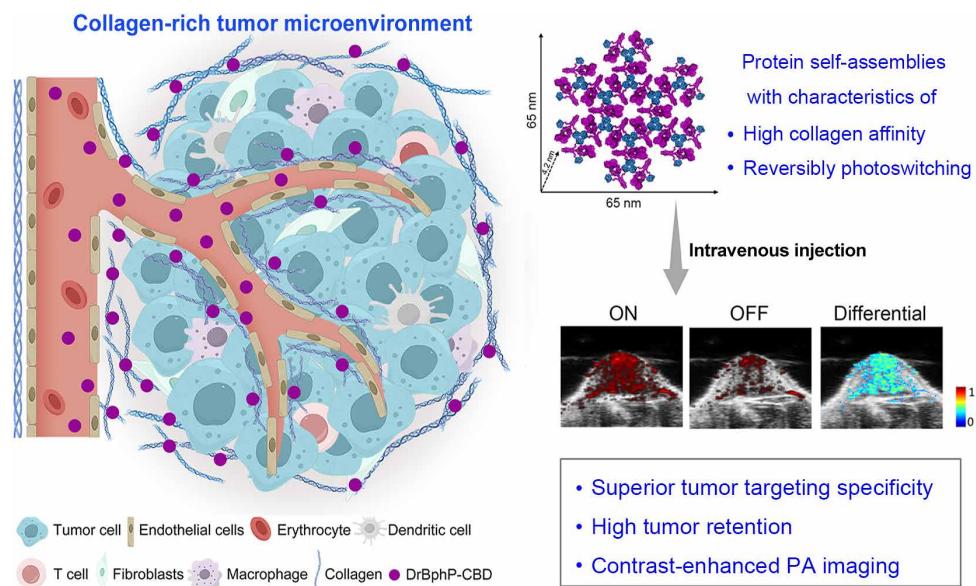 Collagen-rich tumor microenvironment
65 nm
4.2 nm
65 nm
Protein self-assemblies
with characteristics of
• High collagen affinity
• Reversibly photoswitching
Intravenous injection
ON OFF Differential
1
0
• Superior tumor targeting specificity
• High tumor retention
• Contrast-enhanced PA imaging
Tumor cell Endothelial cells Erythrocyte Dendritic cell
T cell Fibroblasts Macrophage Collagen DrBphP-CBD